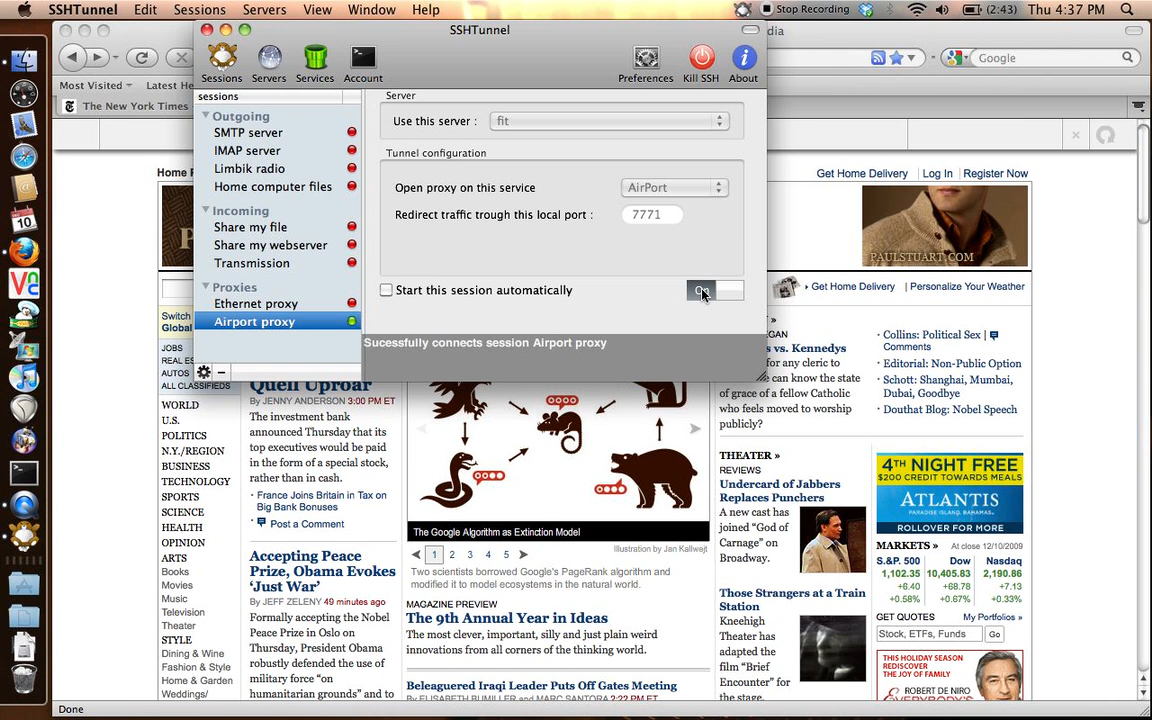 SSHTunnel Edit Sessions Servers View Window Help
Stop Recording (2:43) Thu 4:37 PM
SSHTunnel
Sessions Servers Services Account Preferences Kill SSH About
Google
Most Visited Latest He
The New York Times
sessions
Outgoing
SMTP server
IMAP server
Limbik radio
Home computer files
Incoming
Share my file
Share my webserver
Transmission
Proxies
Ethernet proxy
Airport proxy
Server
Use this server : fit
Tunnel configuration
Open proxy on this service AirPort
Redirect traffic trough this local port : 7771
Start this session automatically
Sucessfully connects session Airport proxy
Get Home Delivery Log In Register Now
PAULSTUART.COM
Get Home Delivery Personalize Your Weather
Switch
Global
JOBS
REAL ES
AUTOS
ALL CLASSIFIEDS
WORLD
U.S.
POLITICS
N.Y./REGION
BUSINESS
TECHNOLOGY
SPORTS
SCIENCE
HEALTH
OPINION
ARTS
Books
Movies
Music
Television
Theater
STYLE
Dining & Wine
Fashion & Style
Home & Garden
Weddings/
Quell Uproar
By JENNY ANDERSON 3:00 PM ET
The investment bank
announced Thursday that its
top executives would be paid
in the form of a special stock,
rather than in cash.
France Joins Britain in Tax on
Big Bank Bonuses
Post a Comment
Accepting Peace
Prize, Obama Evokes
'Just War'
By JEFF ZELENY 49 minutes ago
Formally accepting the Nobel
Peace Prize in Oslo on
Thursday, President Obama
robustly defended the use of
military force "on
humanitarian grounds" and to
The Google Algorithm as Extinction Model
1 2 3 4 5
Illustration by Jan Kallwejt
Two scientists borrowed Google's PageRank algorithm and
modified it to model ecosystems in the natural world.
MAGAZINE PREVIEW
The 9th Annual Year in Ideas
The most clever, important, silly and just plain weird
innovations from all corners of the thinking world.
Beleaguered Iraqi Leader Puts Off Gates Meeting
By ELISABETH BUMILLER and MARC SANTORA 2:22 PM ET
vs. Kennedys
for any cleric to
can know the state
of grace of a fellow Catholic
who feels moved to worship
publicly?
Collins: Political Sex |
Comments
Editorial: Non-Public Option
Schott: Shanghai, Mumbai,
Dubai, Goodbye
Douthat Blog: Nobel Speech
THEATER »
REVIEWS
Undercard of Jabbers
Replaces Punchers
A new cast has
joined "God of
Carnage" on
Broadway.
Those Strangers at a Train
Station
Kneehigh
Theater has
adapted the
film "Brief
Encounter" for
the stage.
4TH NIGHT FREE
$200 CREDIT TOWARDS MEALS
ATLANTIS
PARADISE ISLAND, BAHAMAS
ROLLOVER FOR MORE
MARKETS » At close 12/10/2009
S.&P. 500 Dow Nasdaq
1,102.35 10,405.83 2,190.86
+6.40 +68.78 +7.13
+0.58% +0.67% +0.33%
GET QUOTES My Portfolios »
Stock, ETFs, Funds Go
THIS HOLIDAY SEASON
REDISCOVER
THE JOY OF FAMILY
ROBERT DE NIRO
Done